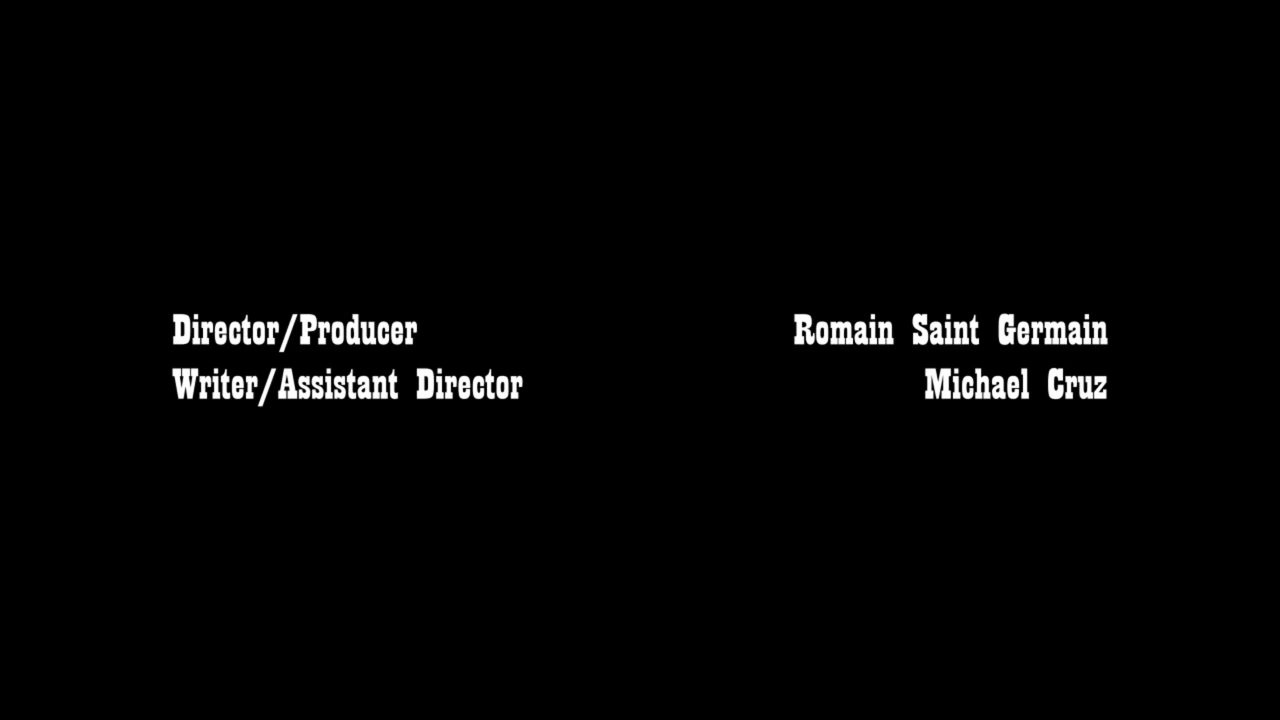 Director/Producer Romain Saint Germain
Writer/Assistant Director Michael Cruz